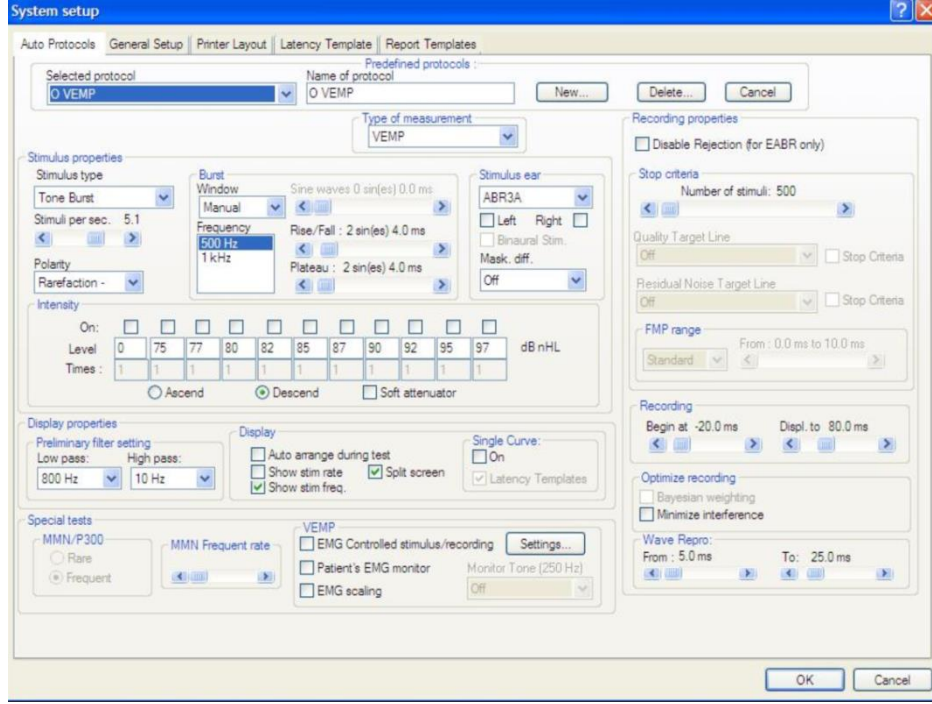 System setup
Auto Protocols General Setup Printer Layout Latency Template Report Templates
Predefined protocols :
Selected protocol Name of protocol
O VEMP O VEMP New... Delete... Cancel
Type of measurement
VEMP
Stimulus properties
Stimulus type
Tone Burst
Stimuli per sec. 5.1
Polarity
Rarefaction -
Burst
Window
Manual
Sine waves 0 sin(es) 0.0 ms
Frequency
500 Hz
1 kHz
Rise/Fall : 2 sin(es) 4.0 ms
Plateau : 2 sin(es) 4.0 ms
Stimulus ear
ABR3A
Left Right
Binaural Stim.
Mask. diff.
Off
Intensity
On:
Level 0 75 77 80 82 85 87 90 92 95 97 dB nHL
Times : 1 1 1 1 1 1 1 1 1 1 1
Ascend Descend Soft attenuator
Display properties
Preliminary filter setting
Low pass: High pass:
800 Hz 10 Hz
Display
Auto arrange during test
Show stim rate Split screen
Show stim freq.
Single Curve:
On
Latency Templates
Special tests
MMN/P300
Rare
Frequent
MMN Frequent rate
VEMP
EMG Controlled stimulus/recording Settings...
Patient's EMG monitor Monitor Tone (250 Hz)
EMG scaling Off
Recording properties
Disable Rejection (for EABR only)
Stop criteria
Number of stimuli: 500
Quality Target Line
Off Stop Criteria
Residual Noise Target Line
Off Stop Criteria
FMP range
From : 0.0 ms to 10.0 ms
Standard
Recording
Begin at -20.0 ms Displ. to 80.0 ms
Optimize recording
Bayesian weighting
Minimize interference
Wave Repro:
From : 5.0 ms To: 25.0 ms
OK Cancel